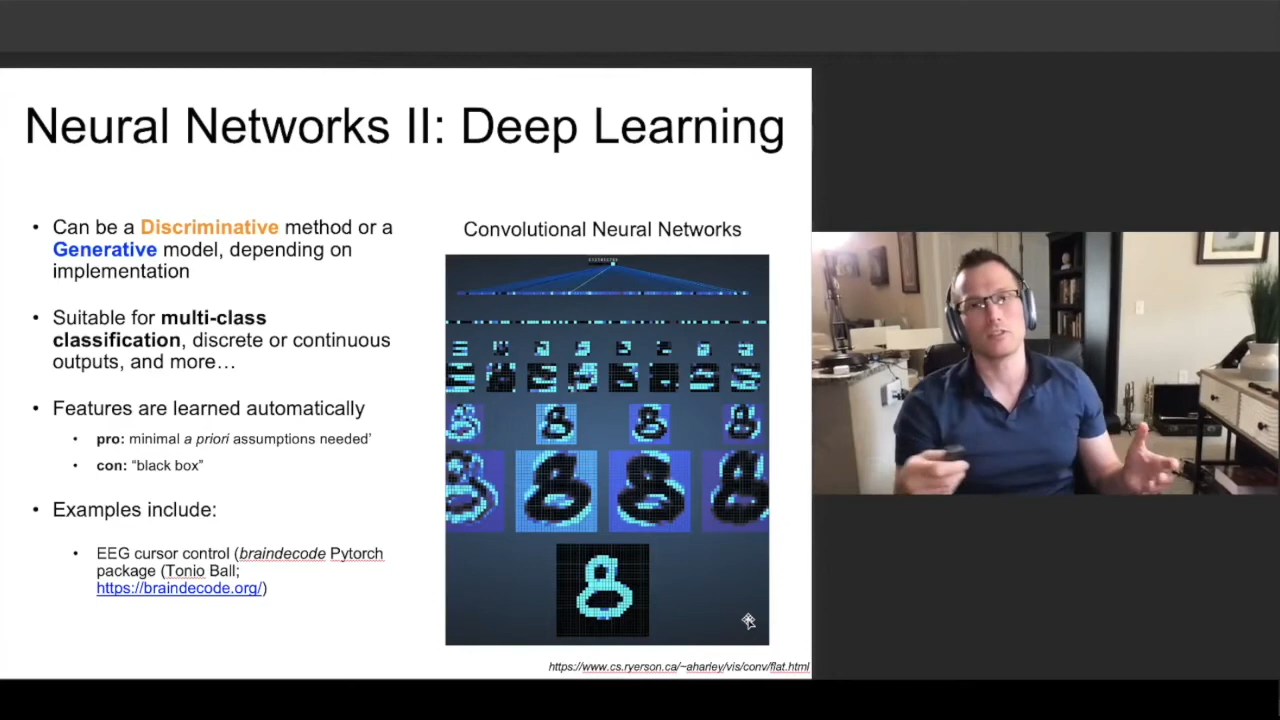 Neural Networks II: Deep Learning
• Can be a Discriminative method or a
Generative model, depending on
implementation
• Suitable for multi-class
classification, discrete or continuous
outputs, and more…
• Features are learned automatically
• pro: minimal a priori assumptions needed’
• con: “black box”
• Examples include:
• EEG cursor control (braindecode Pytorch
package (Tonio Ball;
https://braindecode.org/)
Convolutional Neural Networks
https://www.cs.ryerson.ca/~aharley/vis/conv/flat.html